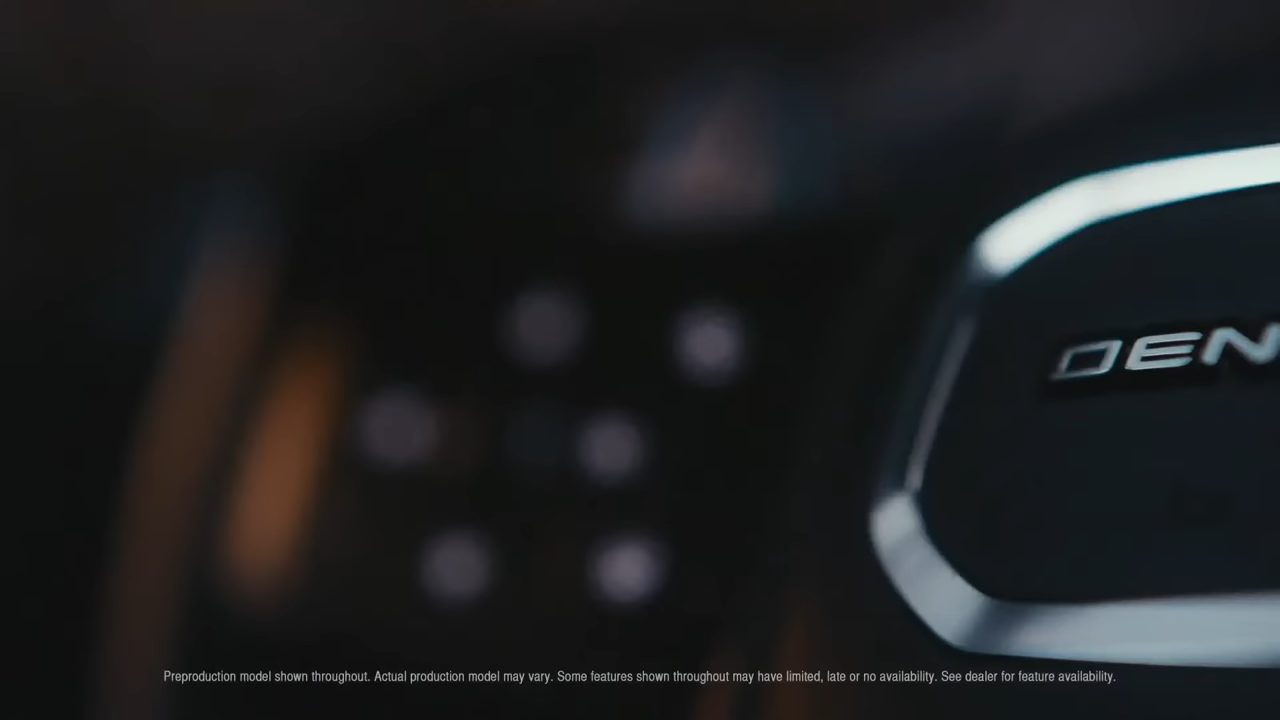 DEN
Preproduction model shown throughout. Actual production model may vary. Some features shown throughout may have limited, late or no availability. See dealer for feature availability.